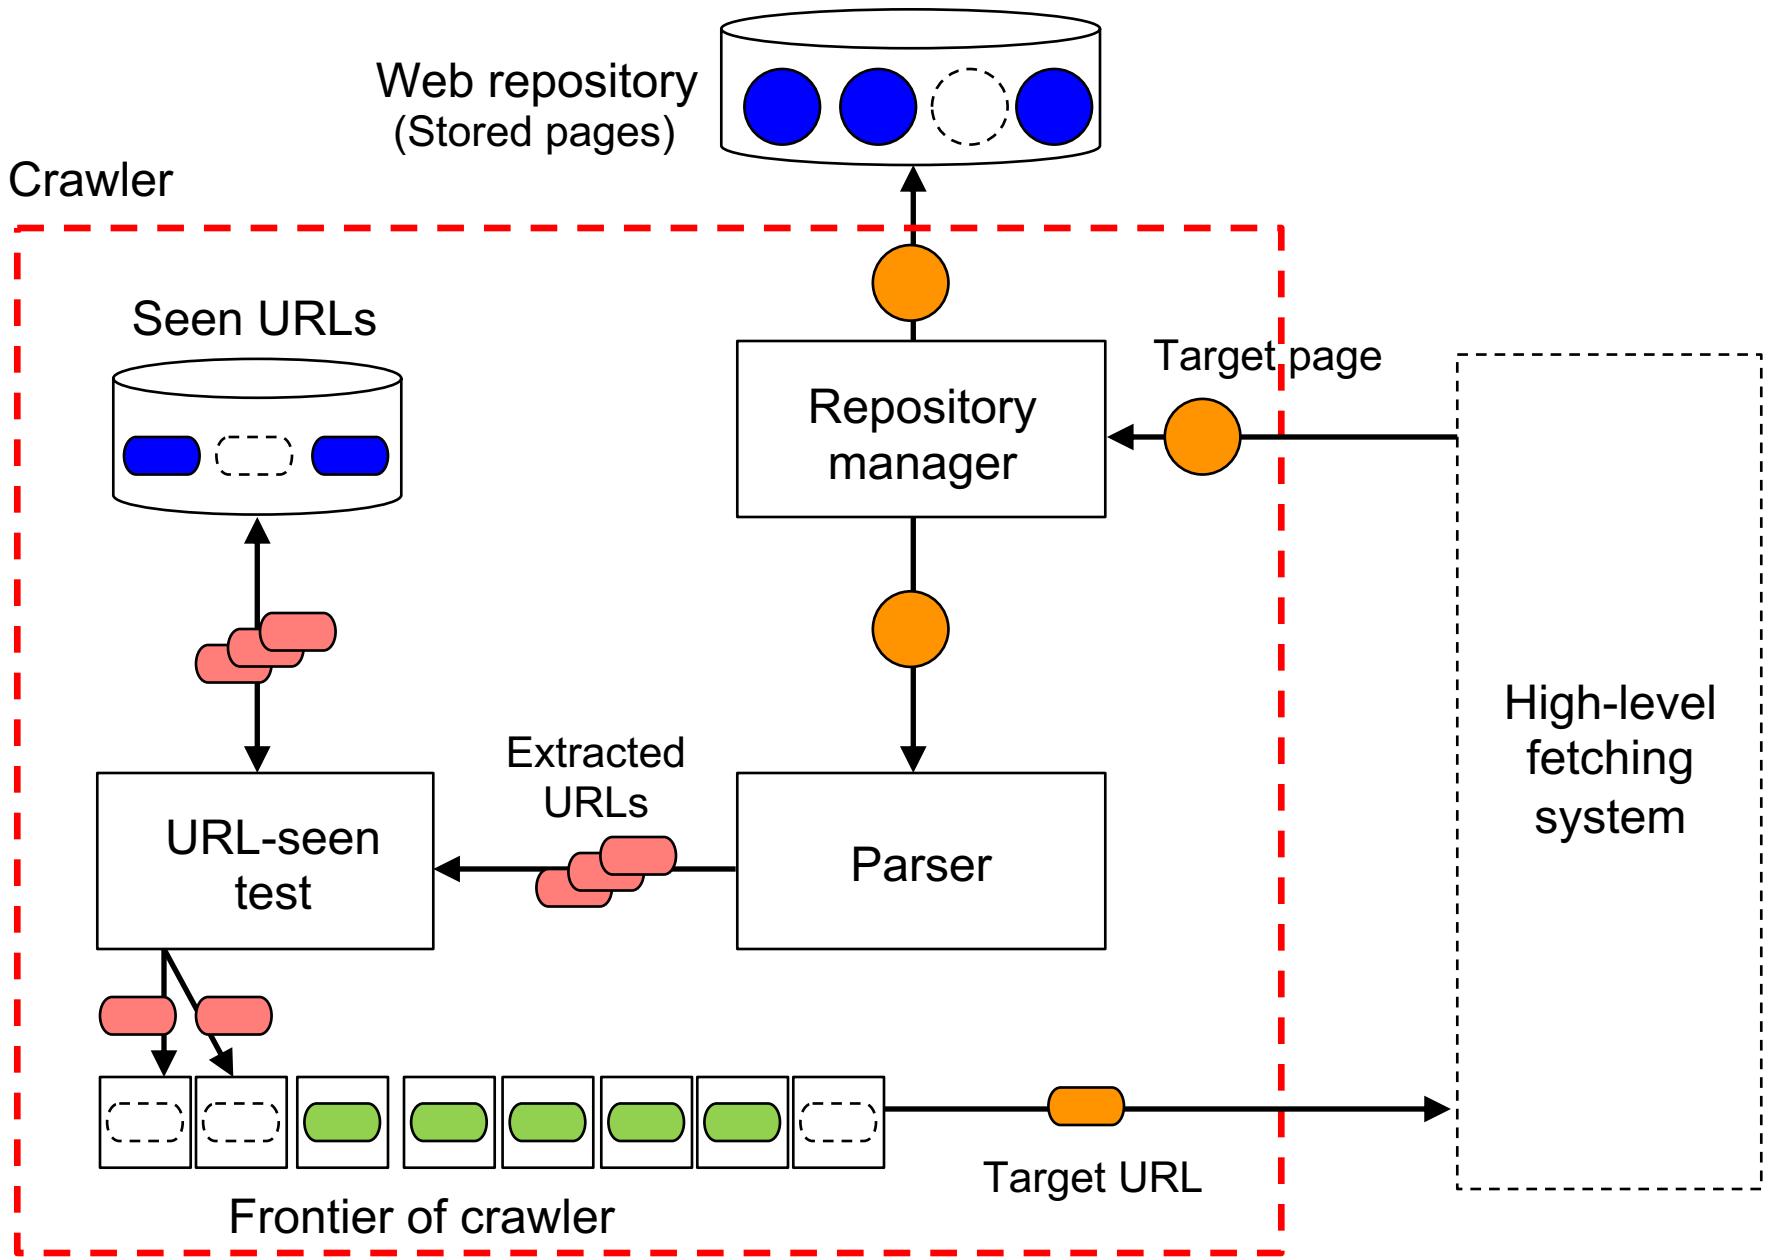 Web repository
(Stored pages)
Crawler
Seen URLs
Target page
Repository
manager
High-level
fetching
system
Extracted
URLs
URL-seen
test
Parser
Target URL
Frontier of crawler